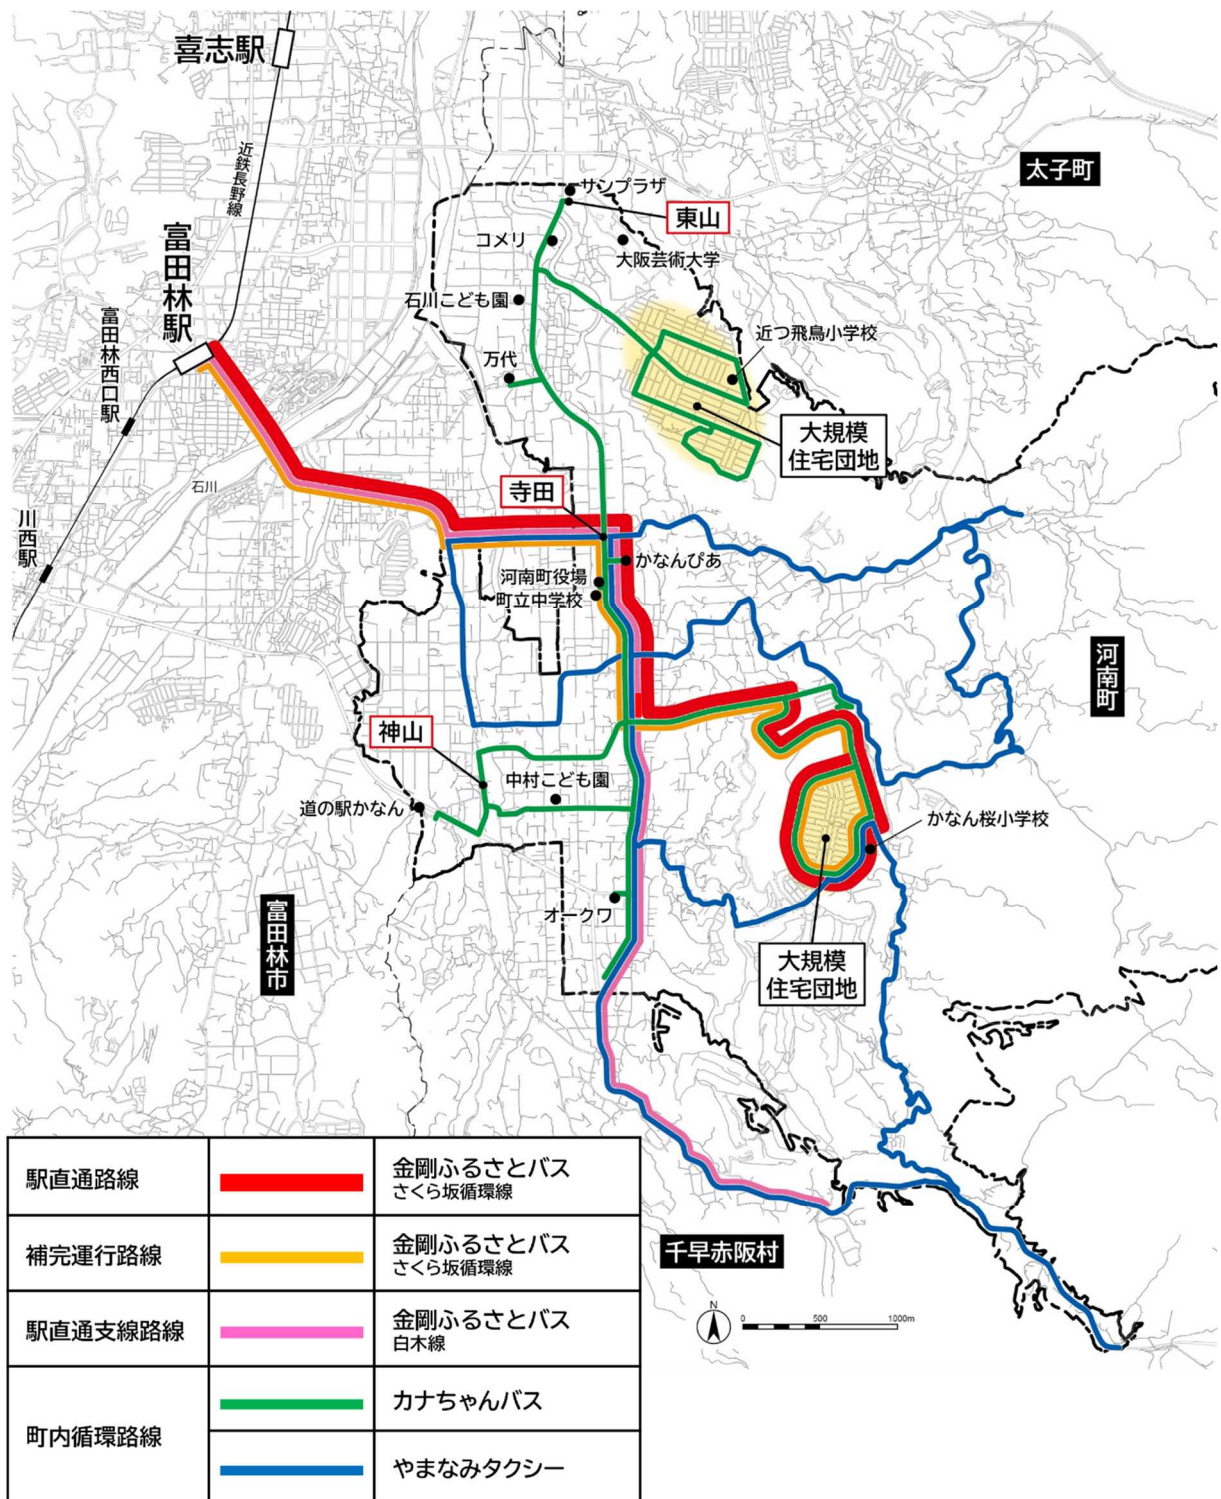 喜志駅
近鉄長野線
太子町
サンプラザ
東山
コメリ
大阪芸術大学
富田林駅
石川こども園
富田林西口駅
近つ飛鳥小学校
万代
大規模
住宅団地
石川
寺田
川西駅
かなんぴあ
河南町役場
町立中学校
河南町
神山
中村こども園
道の駅かなん
かなん桜小学校
オークワ
富田林市
大規模
住宅団地
千早赤阪村
N
0 500 1000m
駅直通路線
金剛ふるさとバス
さくら坂循環線
補完運行路線
金剛ふるさとバス
さくら坂循環線
駅直通支線路線
金剛ふるさとバス
白木線
町内循環路線
カナちゃんバス
やまなみタクシー